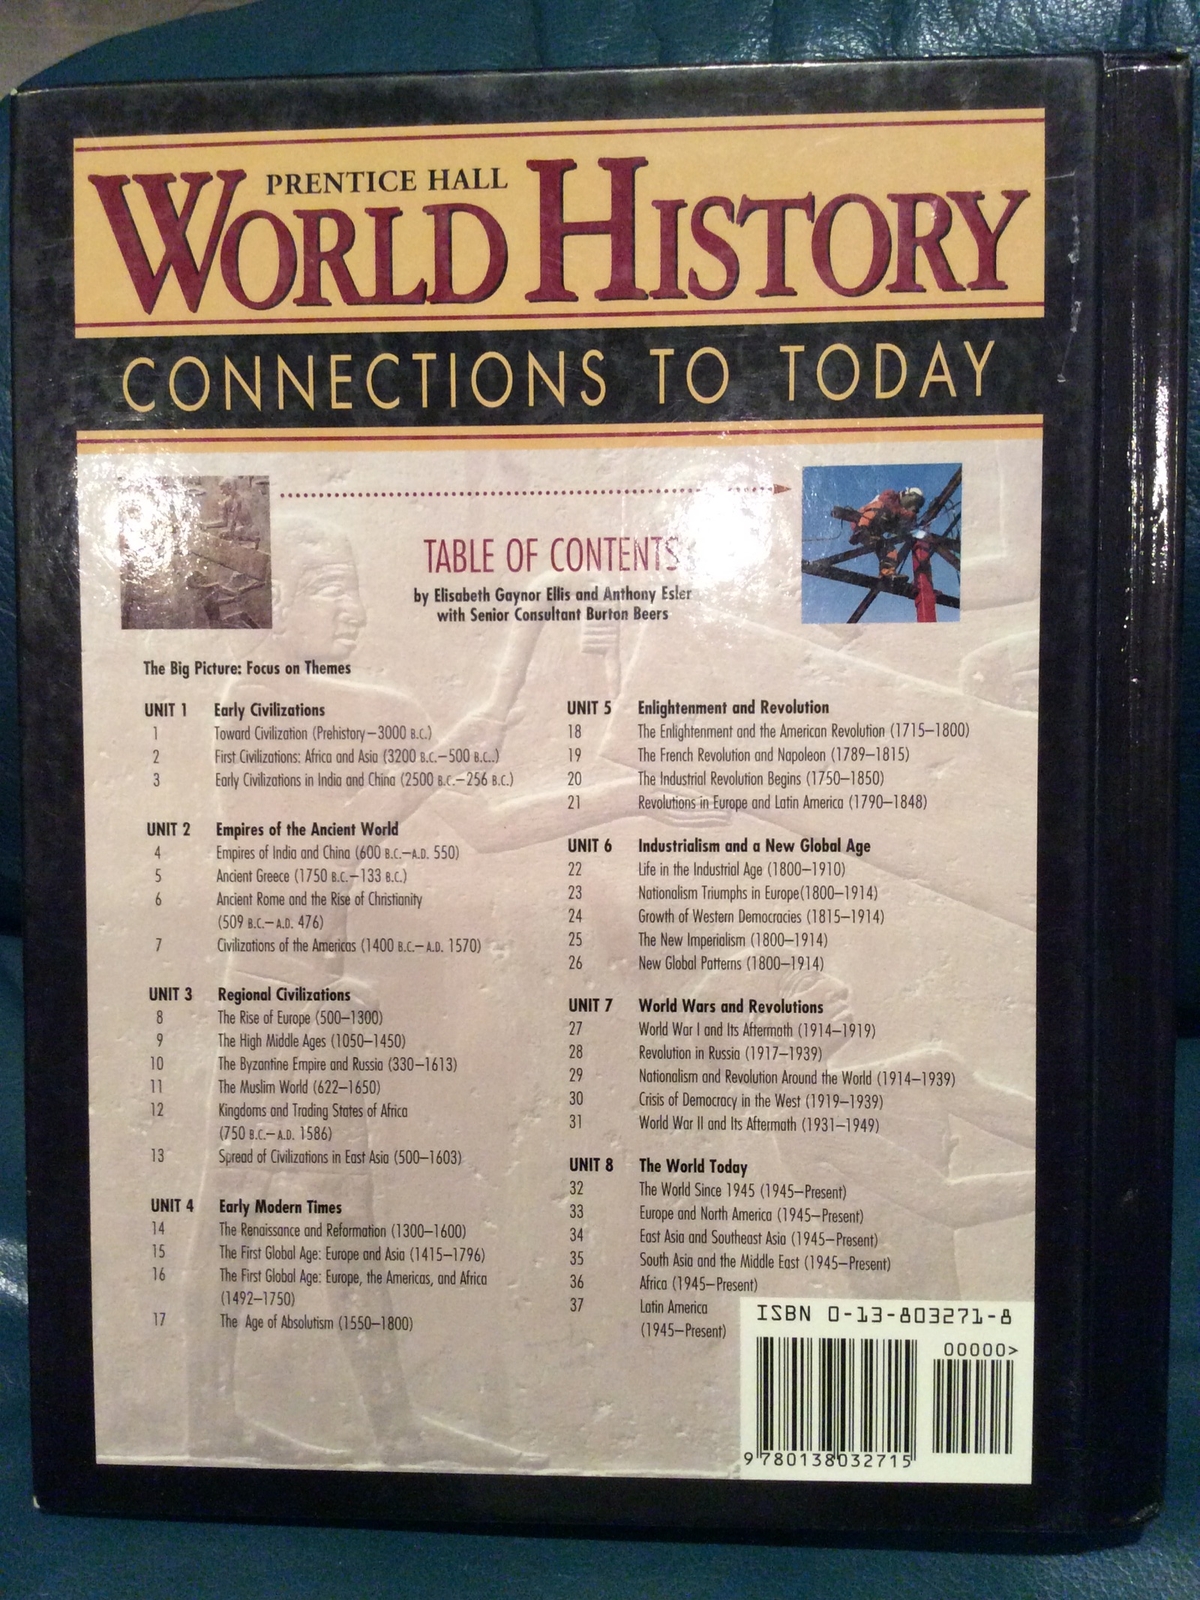 PRENTICE HALL
WORLD HISTORY
CONNECTIONS TO TODAY
TABLE OF CONTENTS
by Elisabeth Gaynor Ellis and Anthony Esler
with Senior Consultant Burton Beers
The Big Picture: Focus on Themes
UNIT 1 Early Civilizations
1 Toward Civilization (Prehistory–3000 B.C.)
2 First Civilizations: Africa and Asia (3200 B.C.–500 B.C..)
3 Early Civilizations in India and China (2500 B.C.–256 B.C.)
UNIT 2 Empires of the Ancient World
4 Empires of India and China (600 B.C.–A.D. 550)
5 Ancient Greece (1750 B.C.–133 B.C.)
6 Ancient Rome and the Rise of Christianity
(509 B.C.–A.D. 476)
7 Civilizations of the Americas (1400 B.C.–A.D. 1570)
UNIT 3 Regional Civilizations
8 The Rise of Europe (500–1300)
9 The High Middle Ages (1050–1450)
10 The Byzantine Empire and Russia (330–1613)
11 The Muslim World (622–1650)
12 Kingdoms and Trading States of Africa
(750 B.C.–A.D. 1586)
13 Spread of Civilizations in East Asia (500–1603)
UNIT 4 Early Modern Times
14 The Renaissance and Reformation (1300–1600)
15 The First Global Age: Europe and Asia (1415–1796)
16 The First Global Age: Europe, the Americas, and Africa
(1492–1750)
17 The Age of Absolutism (1550–1800)
UNIT 5 Enlightenment and Revolution
18 The Enlightenment and the American Revolution (1715–1800)
19 The French Revolution and Napoleon (1789–1815)
20 The Industrial Revolution Begins (1750–1850)
21 Revolutions in Europe and Latin America (1790–1848)
UNIT 6 Industrialism and a New Global Age
22 Life in the Industrial Age (1800–1910)
23 Nationalism Triumphs in Europe(1800–1914)
24 Growth of Western Democracies (1815–1914)
25 The New Imperialism (1800–1914)
26 New Global Patterns (1800–1914)
UNIT 7 World Wars and Revolutions
27 World War I and Its Aftermath (1914–1919)
28 Revolution in Russia (1917–1939)
29 Nationalism and Revolution Around the World (1914–1939)
30 Crisis of Democracy in the West (1919–1939)
31 World War II and Its Aftermath (1931–1949)
UNIT 8 The World Today
32 The World Since 1945 (1945–Present)
33 Europe and North America (1945–Present)
34 East Asia and Southeast Asia (1945–Present)
35 South Asia and the Middle East (1945–Present)
36 Africa (1945–Present)
37 Latin America
(1945–Present)
ISBN 0-13-803271-8
00000>
9 780138032715